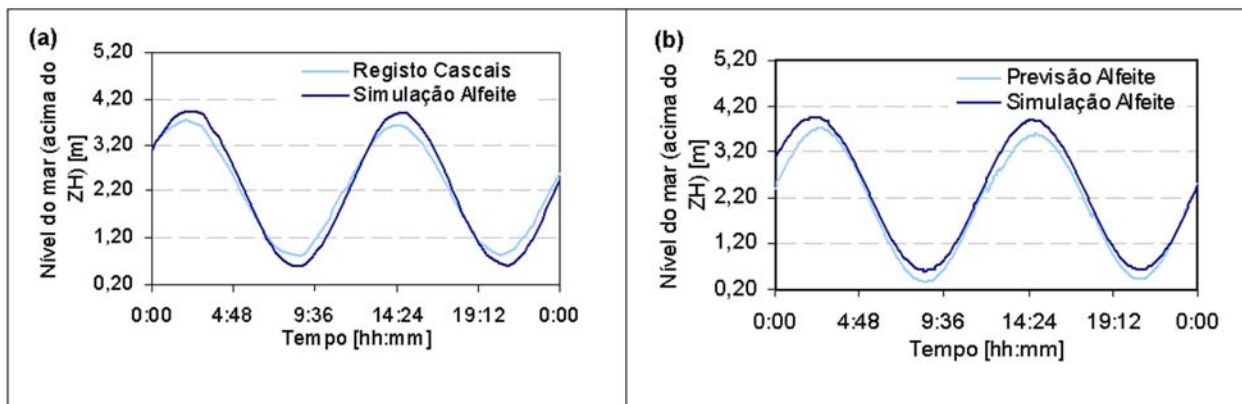 (a)
Nível do mar (acima do
ZH) [m]
5,20
4,20
3,20
2,20
1,20
0,20
Registo Cascais
Simulação Alfeite
0:00 4:48 9:36 14:24 19:12 0:00
Tempo [hh:mm]
(b)
Nível do mar (acima do
ZH) [m]
5,20
4,20
3,20
2,20
1,20
0,20
Previsão Alfeite
Simulação Alfeite
0:00 4:48 9:36 14:24 19:12 0:00
Tempo [hh:mm]